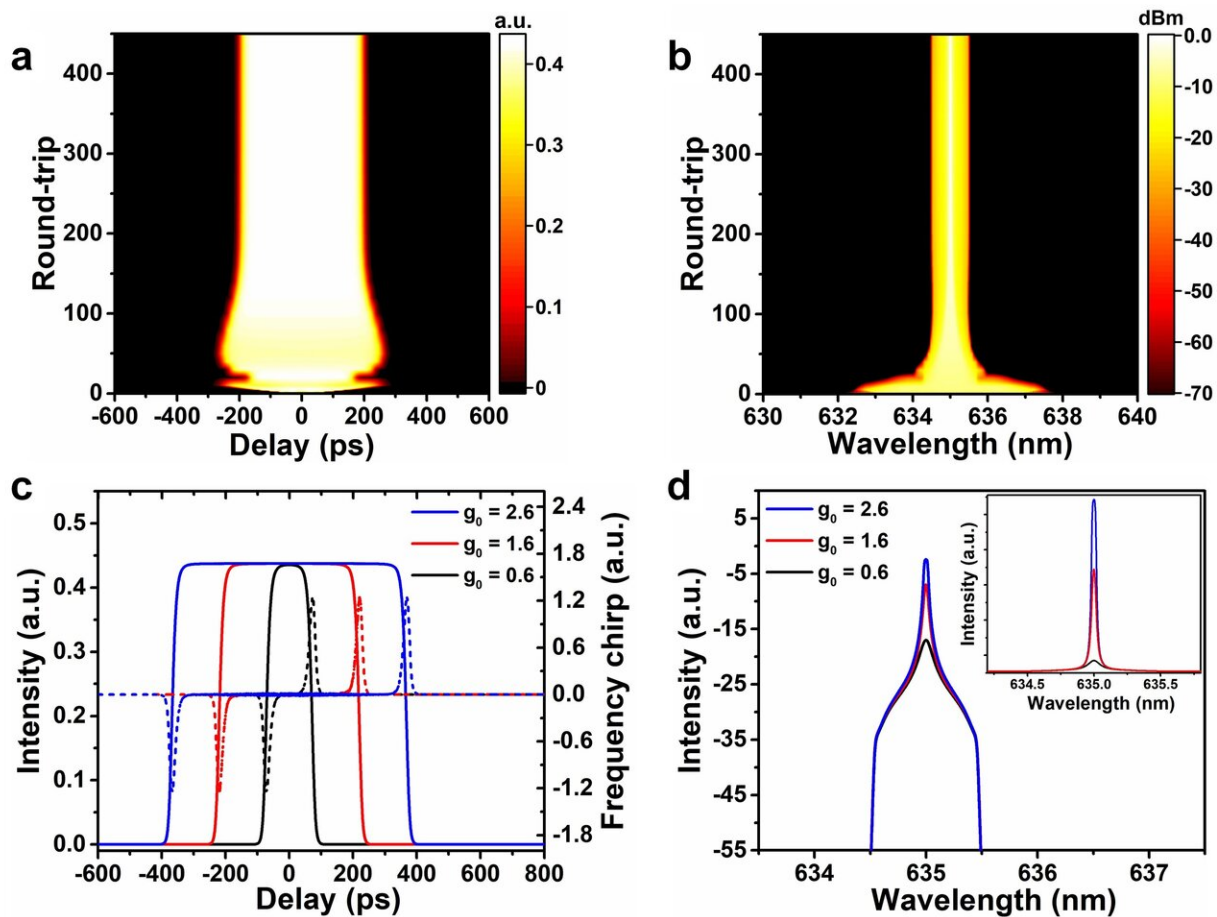 a
a.u.
Round-trip
400
300
200
100
0
-600 -400 -200 0 200 400 600
Delay (ps)
0.4
0.3
0.2
0.1
0
b
dBm
Round-trip
400
300
200
100
0
630 632 634 636 638 640
Wavelength (nm)
0.0
-10
-20
-30
-40
-50
-60
-70
c
Intensity (a.u.)
0.5
0.4
0.3
0.2
0.1
0.0
-600 -400 -200 0 200 400 600 800
Delay (ps)
g0 = 2.6
g0 = 1.6
g0 = 0.6
2.4
1.8
1.2
0.6
0.0
-0.6
-1.2
-1.8
Frequency chirp (a.u.)
d
Intensity (a.u.)
5
-5
-15
-25
-35
-45
-55
634 635 636 637
Wavelength (nm)
g0 = 2.6
g0 = 1.6
g0 = 0.6
Intensity (a.u.)
634.5 635.0 635.5
Wavelength (nm)